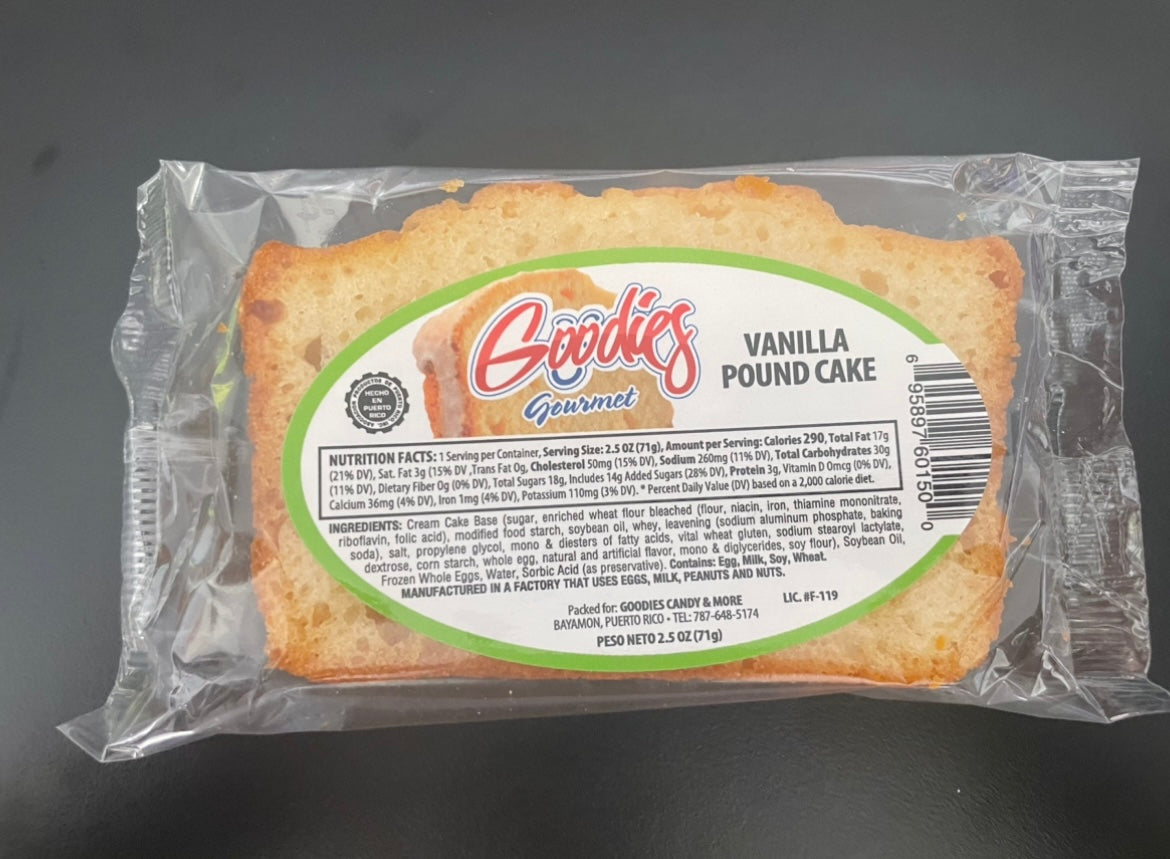 Goodies
Gourmet
VANILLA
POUND CAKE
HECHO
EN
PUERTO
RICO
NUTRITION FACTS: 1 Serving per Container, Serving Size: 2.5 OZ (71g), Amount per Serving: Calories 290, Total Fat 17g
(21% DV), Sat. Fat 3g (15% DV ,Trans Fat 0g, Cholesterol 50mg (15% DV), Sodium 260mg (11% DV), Total Carbohydrates 30g
(11% DV), Dietary Fiber 0g (0% DV), Total Sugars 18g, Includes 14g Added Sugars (28% DV), Protein 3g, Vitamin D 0mcg (0% DV),
Calcium 36mg (4% DV), Iron 1mg (4% DV), Potassium 110mg (3% DV). * Percent Daily Value (DV) based on a 2,000 calorie diet.
INGREDIENTS: Cream Cake Base (sugar, enriched wheat flour bleached (flour, niacin, iron, thiamine mononitrate,
riboflavin, folic acid), modified food starch, soybean oil, whey, leavening (sodium aluminum phosphate, baking
soda), salt, propylene glycol, mono & diesters of fatty acids, vital wheat gluten, sodium stearoyl lactylate,
dextrose, corn starch, whole egg, natural and artificial flavor, mono & diglycerides, soy flour), Soybean Oil,
Frozen Whole Eggs, Water, Sorbic Acid (as preservative). Contains: Egg, Milk, Soy, Wheat.
MANUFACTURED IN A FACTORY THAT USES EGGS, MILK, PEANUTS AND NUTS.
Packed for: GOODIES CANDY & MORE
BAYAMON, PUERTO RICO • TEL: 787-648-5174
LIC. #F-119
PESO NETO 2.5 OZ (71g)
6 95897 60150 0